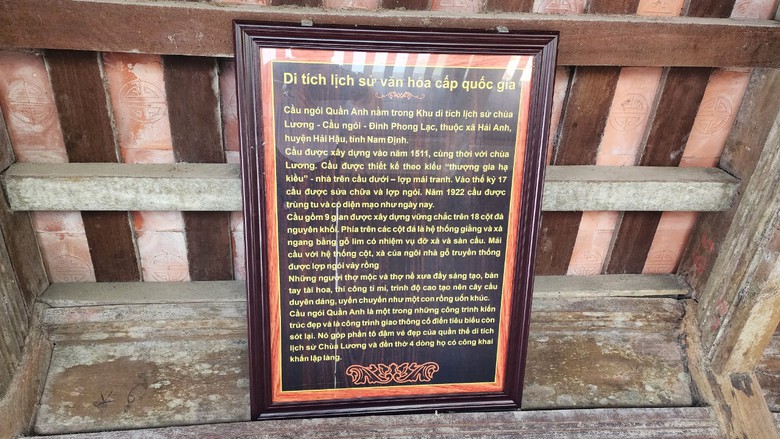 Di tích lịch sử văn hóa cấp quốc gia
Cầu ngói Quần Anh nằm trong Khu di tích lịch sử chùa
Lương - Cầu ngói - Đình Phong Lạc, thuộc xã Hải Anh,
huyện Hải Hậu, tỉnh Nam Định.
Cầu được xây dựng vào năm 1511, cùng thời với chùa
Lương. Cầu được thiết kế theo kiểu “thượng gia hạ
kiều” - nhà trên cầu dưới – lợp mái tranh. Vào thế kỷ 17
cầu được sửa chữa và lợp ngói. Năm 1922 cầu được
trùng tu và có diện mạo như ngày nay.
Cầu gồm 9 gian được xây dựng vững chắc trên 18 cột đá
nguyên khối. Phía trên các cột đá là hệ thống giằng và xà
ngang bằng gỗ lim có nhiệm vụ đỡ xà và sàn cầu. Mái
cầu với hệ thống cột, xà của ngôi nhà gỗ truyền thống
được lợp ngói vảy rồng
Những người thợ mộc và thợ nề xưa đầy sáng tạo, bàn
tay tài hoa, thi công tỉ mỉ, trình độ cao tạo nên cây cầu
duyên dáng, uyển chuyển như một con rồng uốn khúc.
Cầu ngói Quần Anh là một trong những công trình kiến
trúc đẹp và là công trình giao thông cổ điển tiêu biểu còn
sót lại. Nó góp phần tô đậm vẻ đẹp của quần thể di tích
lịch sử Chùa Lương và đền thờ 4 dòng họ có công khai
khẩn lập làng.